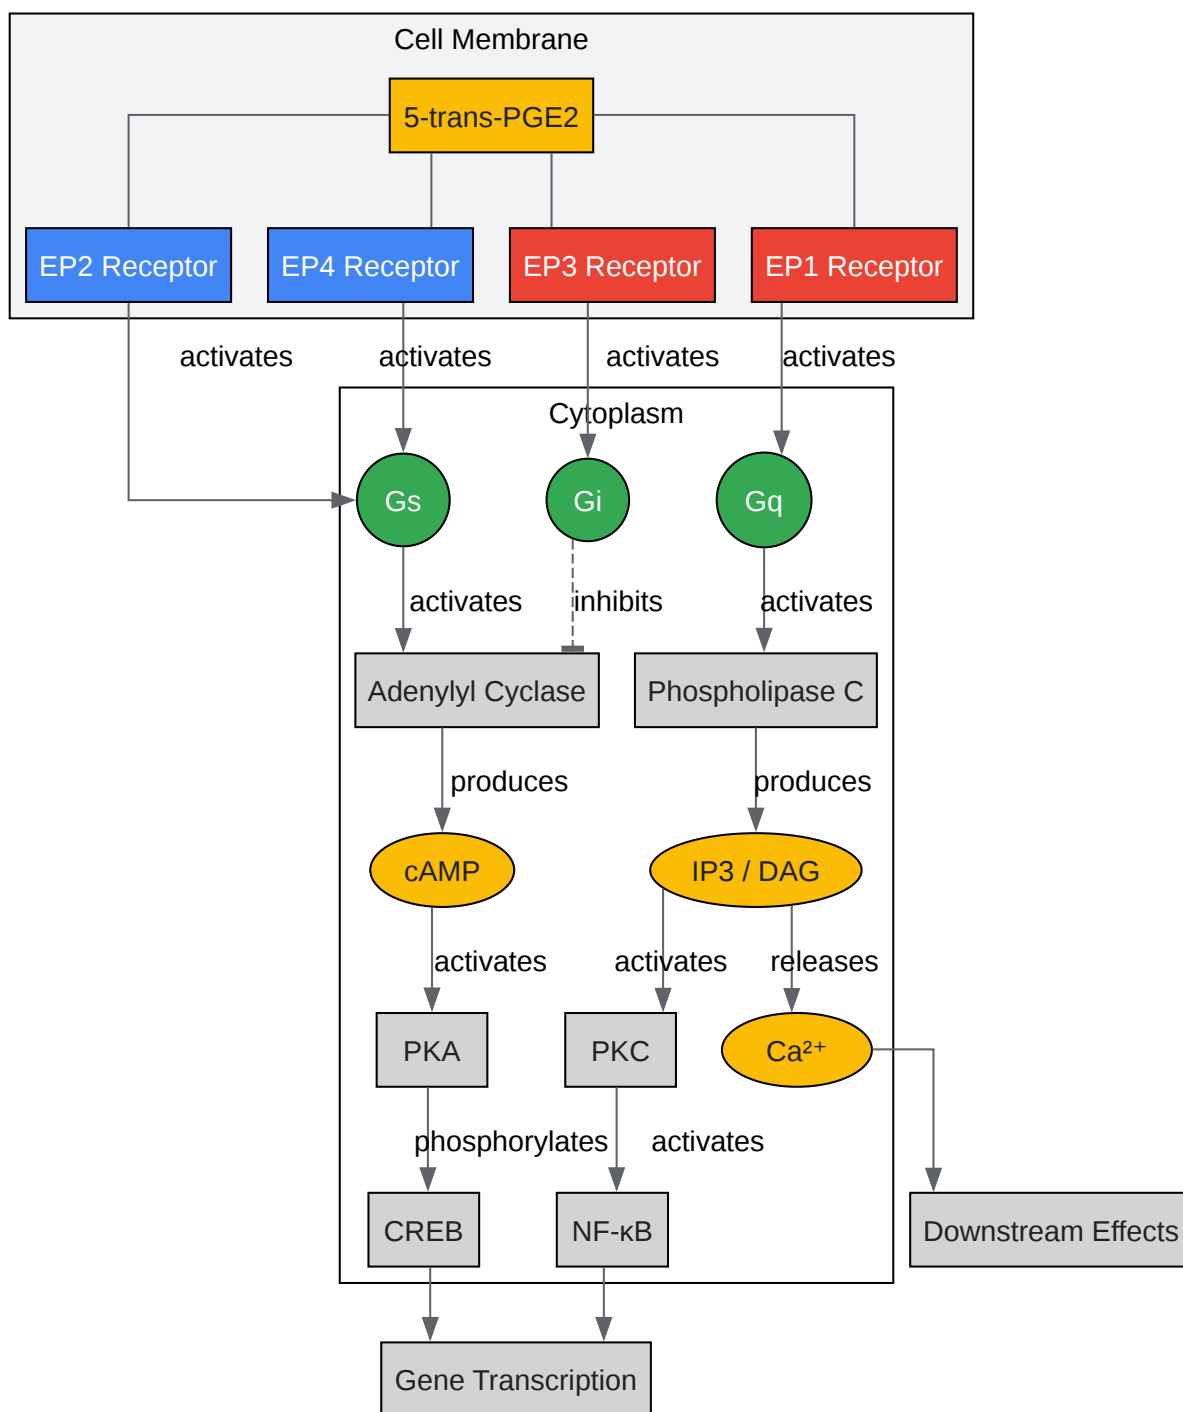 Cell Membrane
5-trans-PGE2
EP2 Receptor
EP4 Receptor
EP3 Receptor
EP1 Receptor
activates
activates
activates
activates
Cytoplasm
Gs
Gi
Gq
activates
inhibits
activates
Adenylyl Cyclase
Phospholipase C
produces
produces
cAMP
IP3 / DAG
activates
activates
releases
PKA
PKC
Ca²⁺
phosphorylates
activates
CREB
NF-κB
Downstream Effects
Gene Transcription